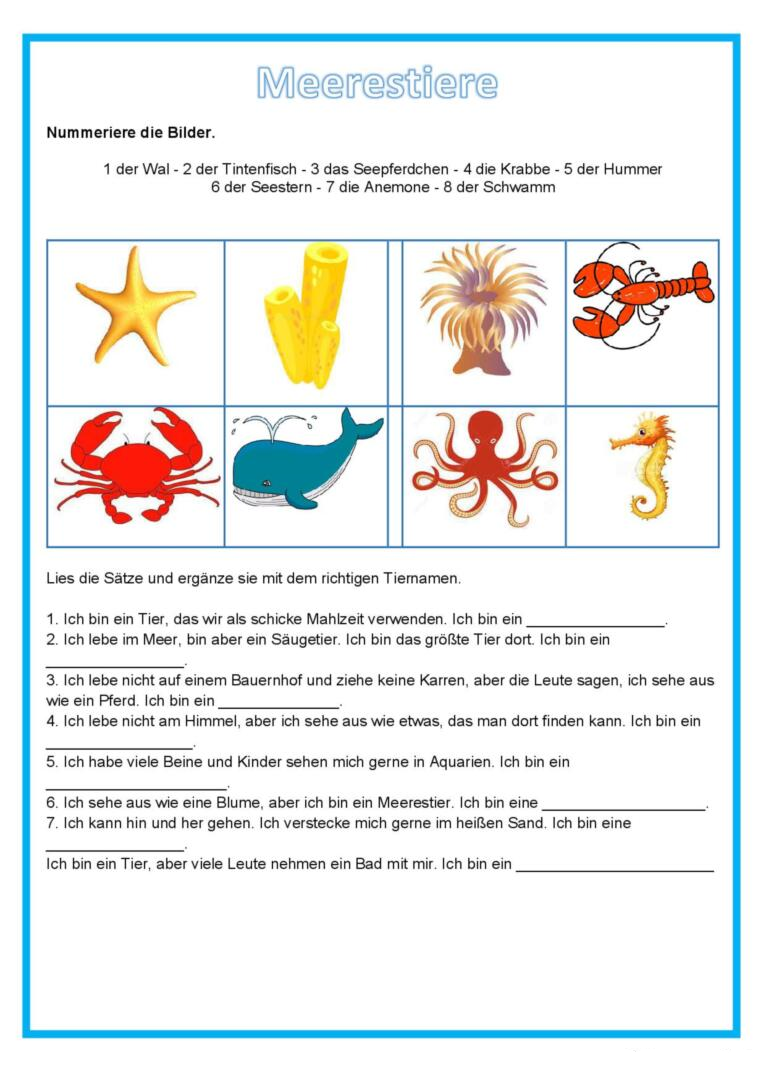 Meerestiere
Nummeriere die Bilder.
1 der Wal - 2 der Tintenfisch - 3 das Seepferdchen - 4 die Krabbe - 5 der Hummer
6 der Seestern - 7 die Anemone - 8 der Schwamm
Lies die Sätze und ergänze sie mit dem richtigen Tiernamen.
1. Ich bin ein Tier, das wir als schicke Mahlzeit verwenden. Ich bin ein _________________.
2. Ich lebe im Meer, bin aber ein Säugetier. Ich bin das größte Tier dort. Ich bin ein
_________________.
3. Ich lebe nicht auf einem Bauernhof und ziehe keine Karren, aber die Leute sagen, ich sehe aus
wie ein Pferd. Ich bin ein _______________.
4. Ich lebe nicht am Himmel, aber ich sehe aus wie etwas, das man dort finden kann. Ich bin ein
__________________.
5. Ich habe viele Beine und Kinder sehen mich gerne in Aquarien. Ich bin ein
______________________.
6. Ich sehe aus wie eine Blume, aber ich bin ein Meerestier. Ich bin eine ____________________.
7. Ich kann hin und her gehen. Ich verstecke mich gerne im heißen Sand. Ich bin eine
_________________.
Ich bin ein Tier, aber viele Leute nehmen ein Bad mit mir. Ich bin ein ________________________